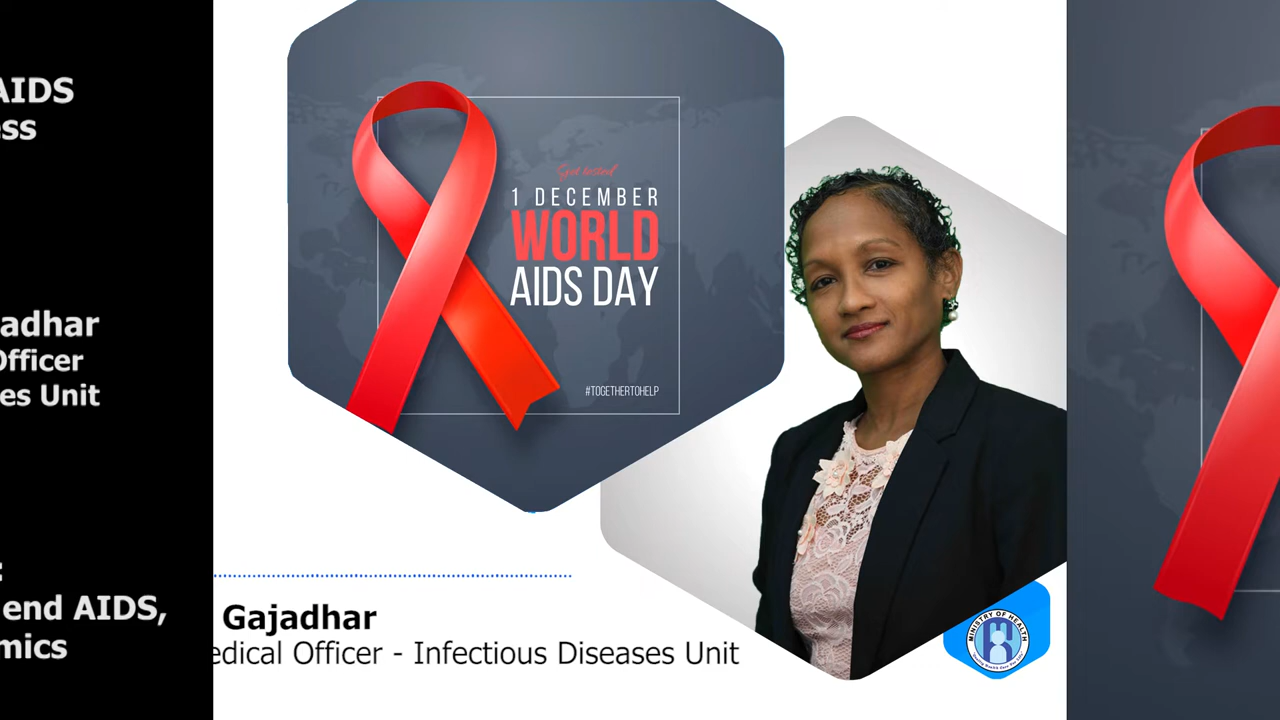 AIDS
ess
adhar
Officer
es Unit
:
end AIDS,
mics
Get tested
1 DECEMBER
WORLD
AIDS DAY
#TOGETHERTOHELP
Gajadhar
edical Officer - Infectious Diseases Unit
MINISTRY OF HEALTH